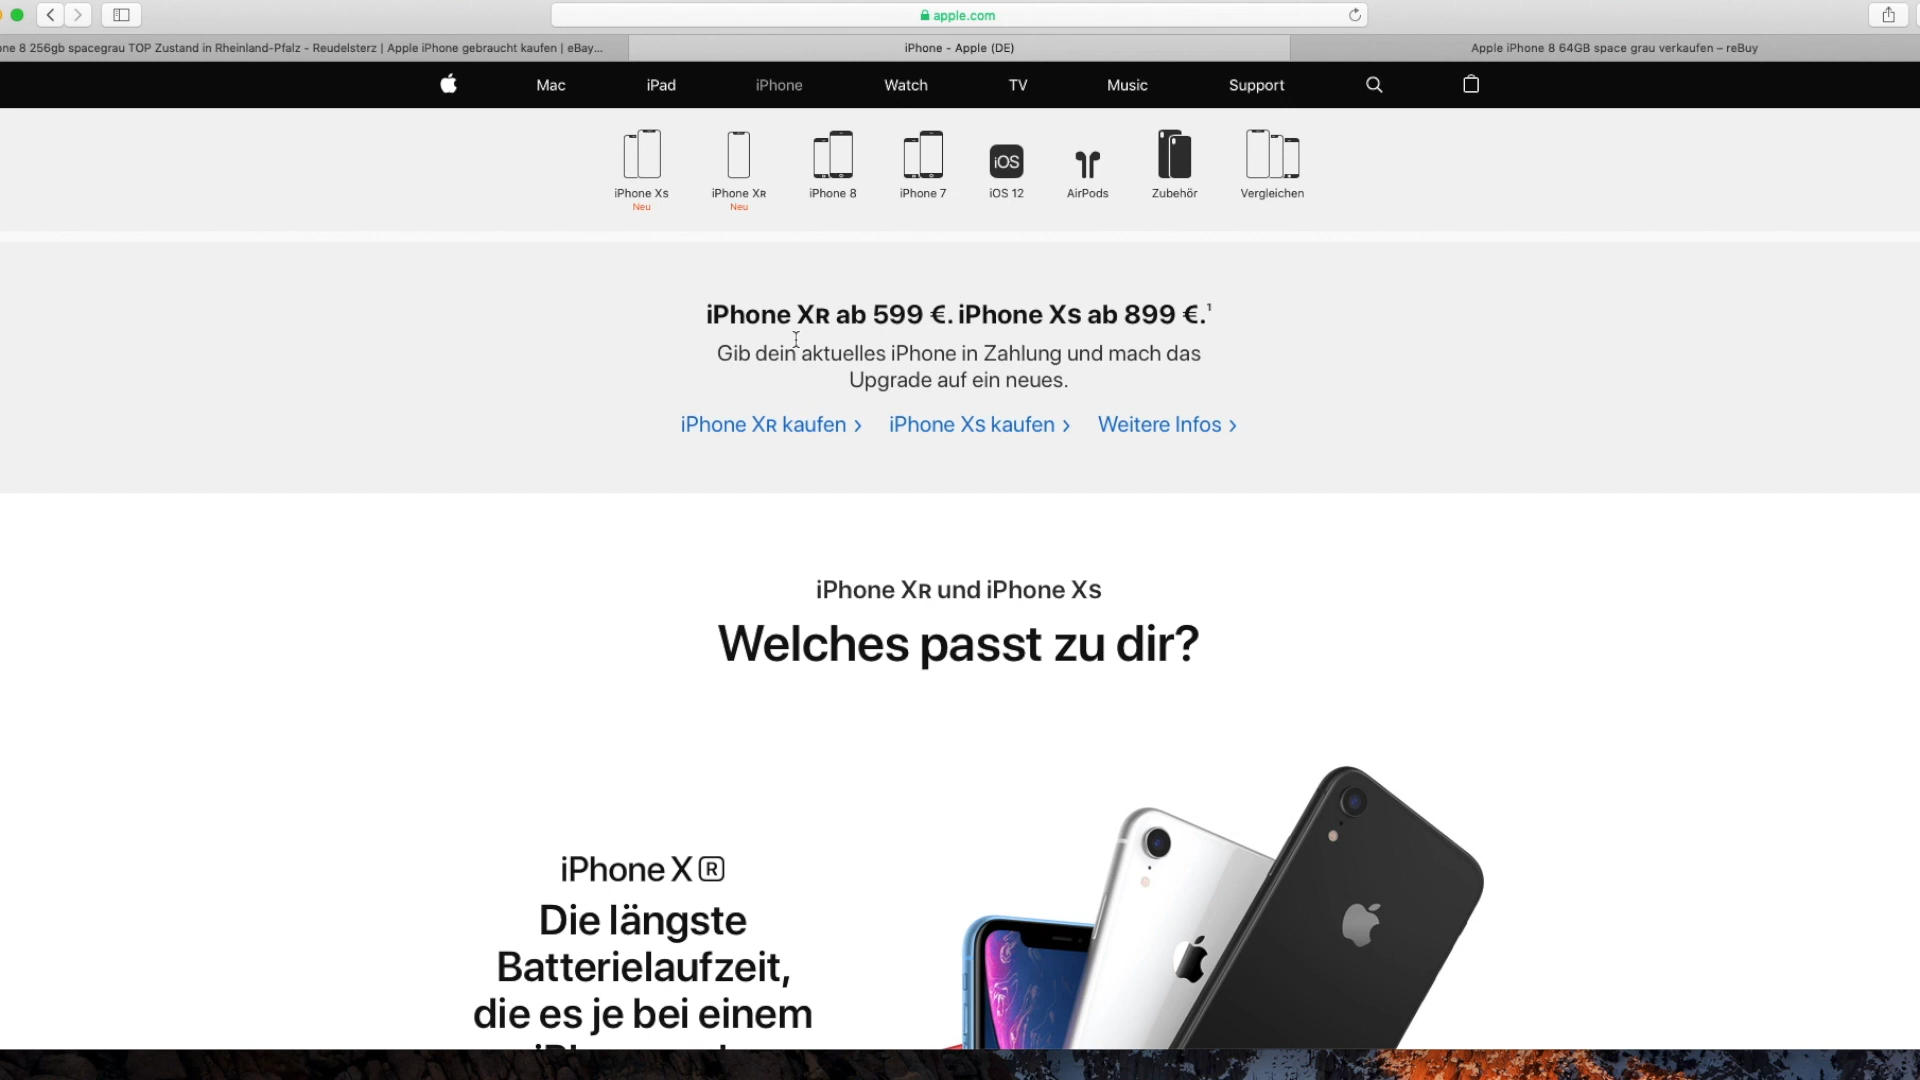 apple.com
ne 8 256gb spacegrau TOP Zustand in Rheinland-Pfalz - Reudelsterz | Apple iPhone gebraucht kaufen | eBay...
iPhone - Apple (DE)
Apple iPhone 8 64GB space grau verkaufen – reBuy
Mac
iPad
iPhone
Watch
TV
Music
Support
iOS
iPhone XS
Neu
iPhone XR
Neu
iPhone 8
iPhone 7
iOS 12
AirPods
Zubehör
Vergleichen
iPhone XR ab 599 €. iPhone XS ab 899 €.¹
Gib dein aktuelles iPhone in Zahlung und mach das
Upgrade auf ein neues.
iPhone XR kaufen ›
iPhone XS kaufen ›
Weitere Infos ›
iPhone XR und iPhone XS
Welches passt zu dir?
iPhone X R
Die längste
Batterielaufzeit,
die es je bei einem